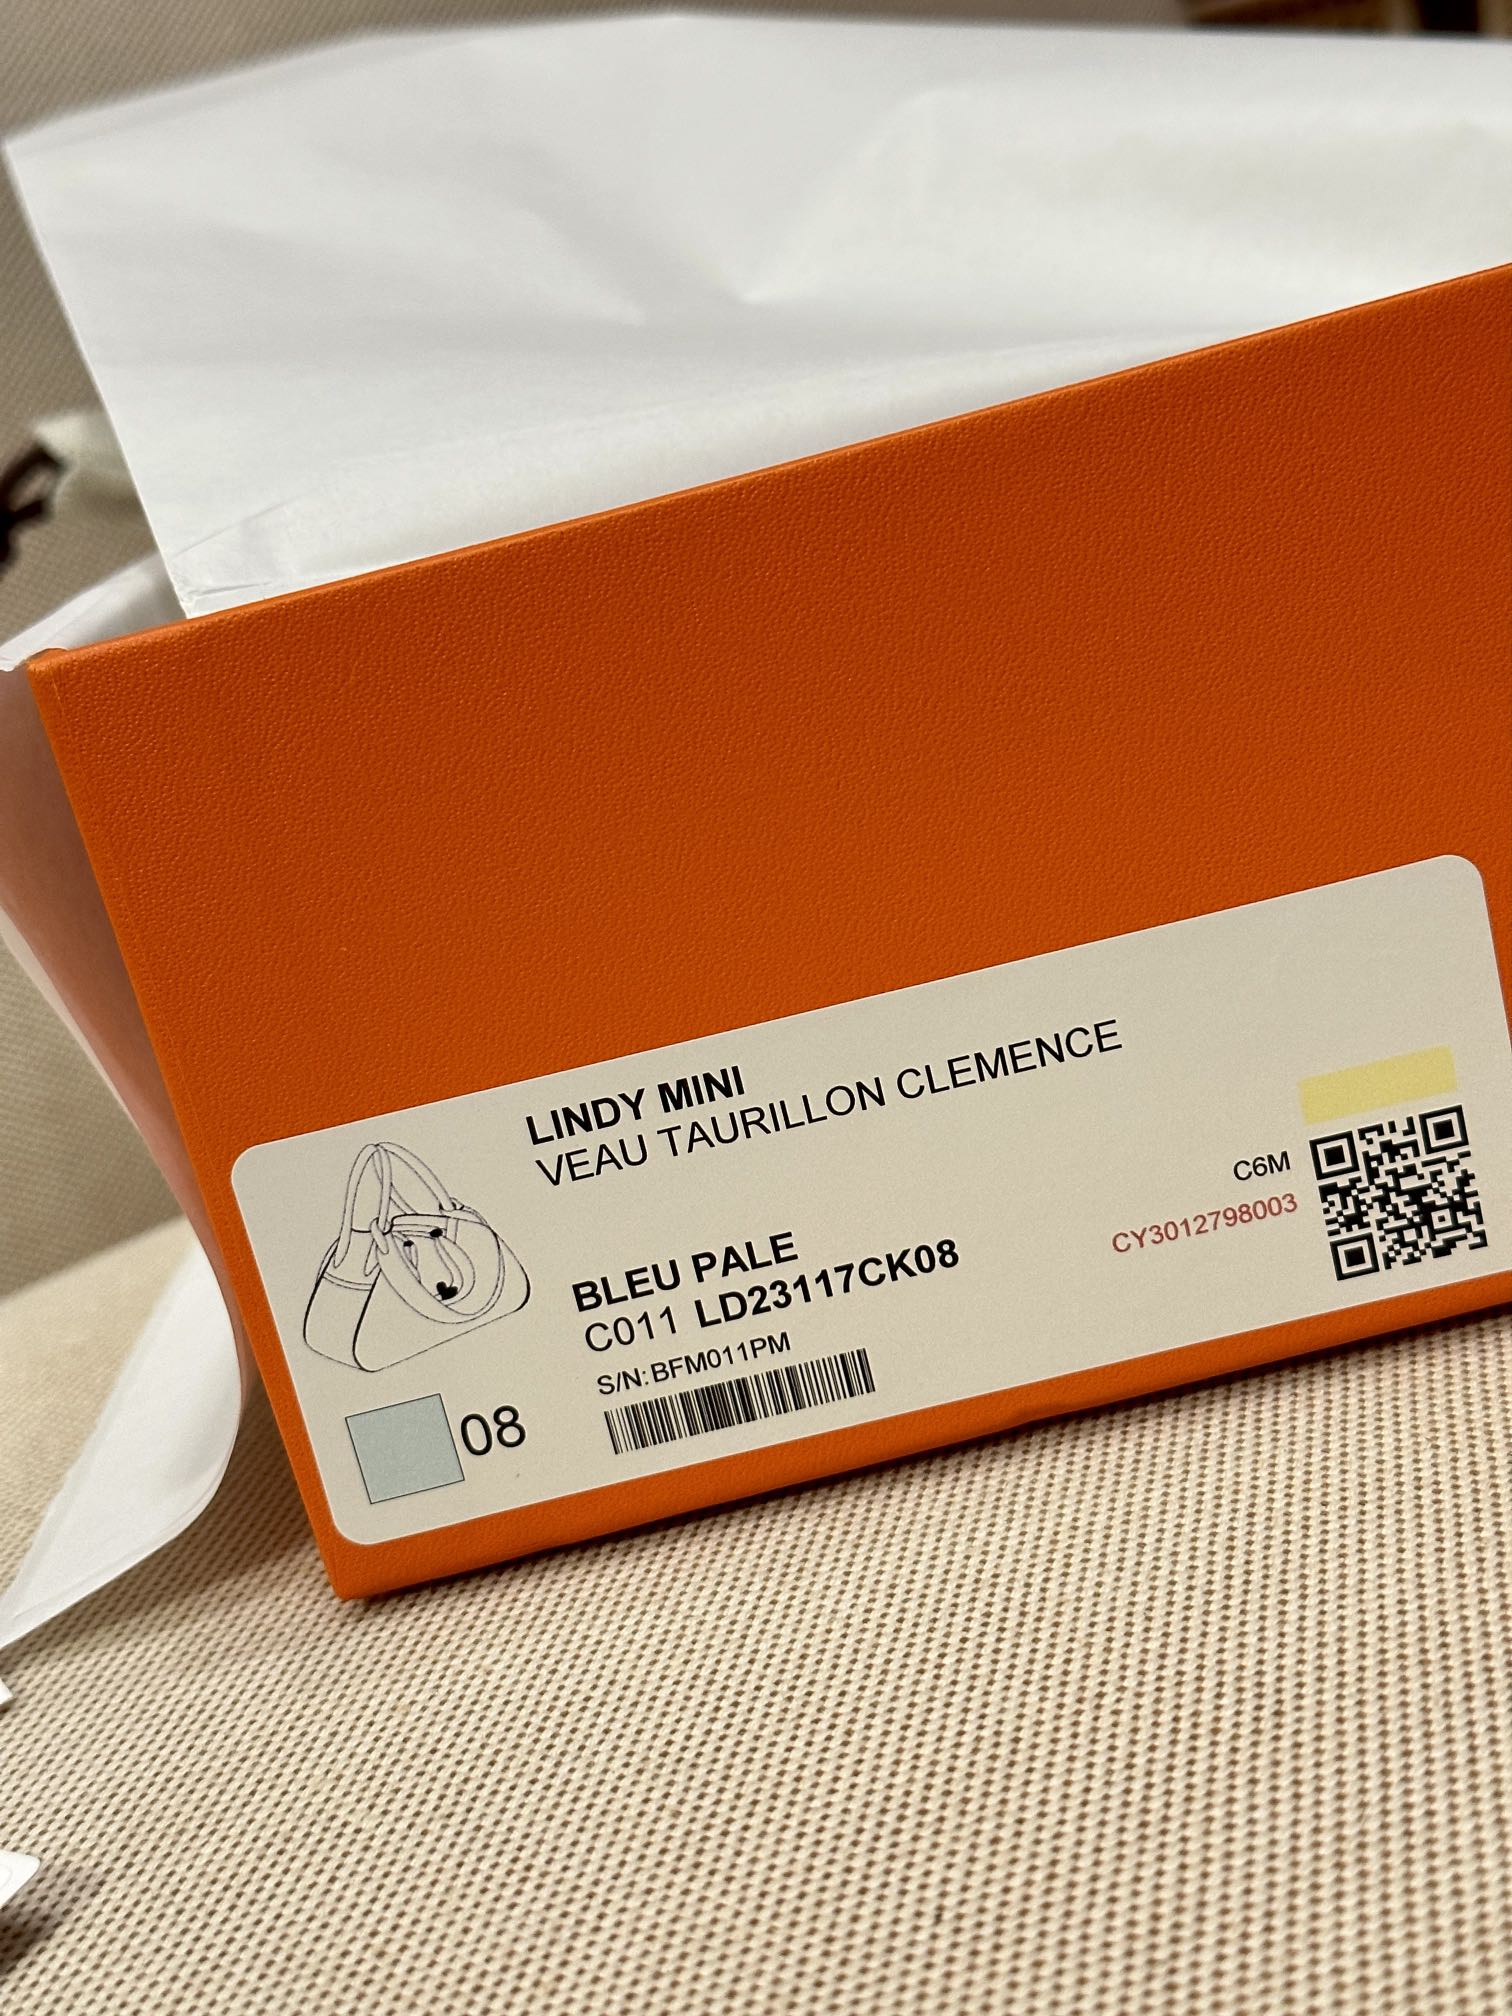 LINDY MINI
VEAU TAURILLON CLEMENCE
BLEU PALE
C011 LD23117CK08
S/N:BFM011PM
08
C6M
CY3012798003